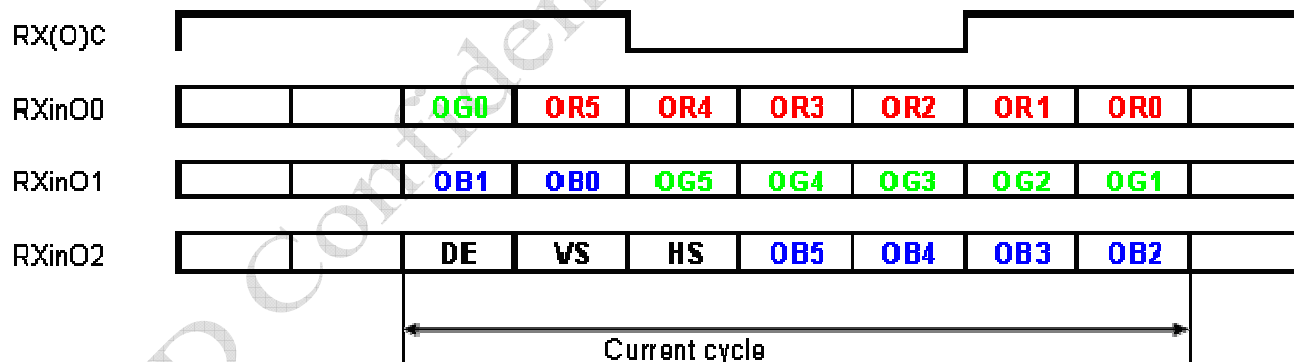 RX(O)C
RXinO0 OG0 OR5 OR4 OR3 OR2 OR1 OR0
RXinO1 OB1 OB0 OG5 OG4 OG3 OG2 OG1
RXinO2 DE VS HS OB5 OB4 OB3 OB2
Current cycle
D Confiden